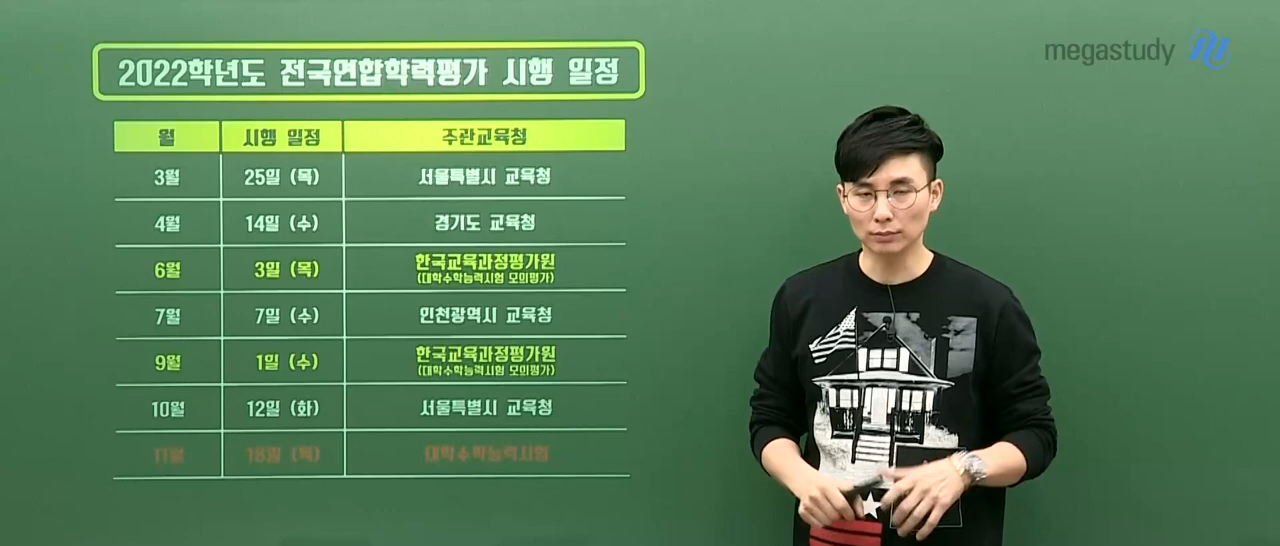 megastudy
2022학년도 전국연합학력평가 시행 일정
월 시행 일정 주관교육청
3월 25일 (목) 서울특별시 교육청
4월 14일 (수) 경기도 교육청
6월 3일 (목) 한국교육과정평가원
(대학수학능력시험 모의평가)
7월 7일 (수) 인천광역시 교육청
9월 1일 (수) 한국교육과정평가원
(대학수학능력시험 모의평가)
10월 12일 (화) 서울특별시 교육청
11월 18일 (목) 대학수학능력시험